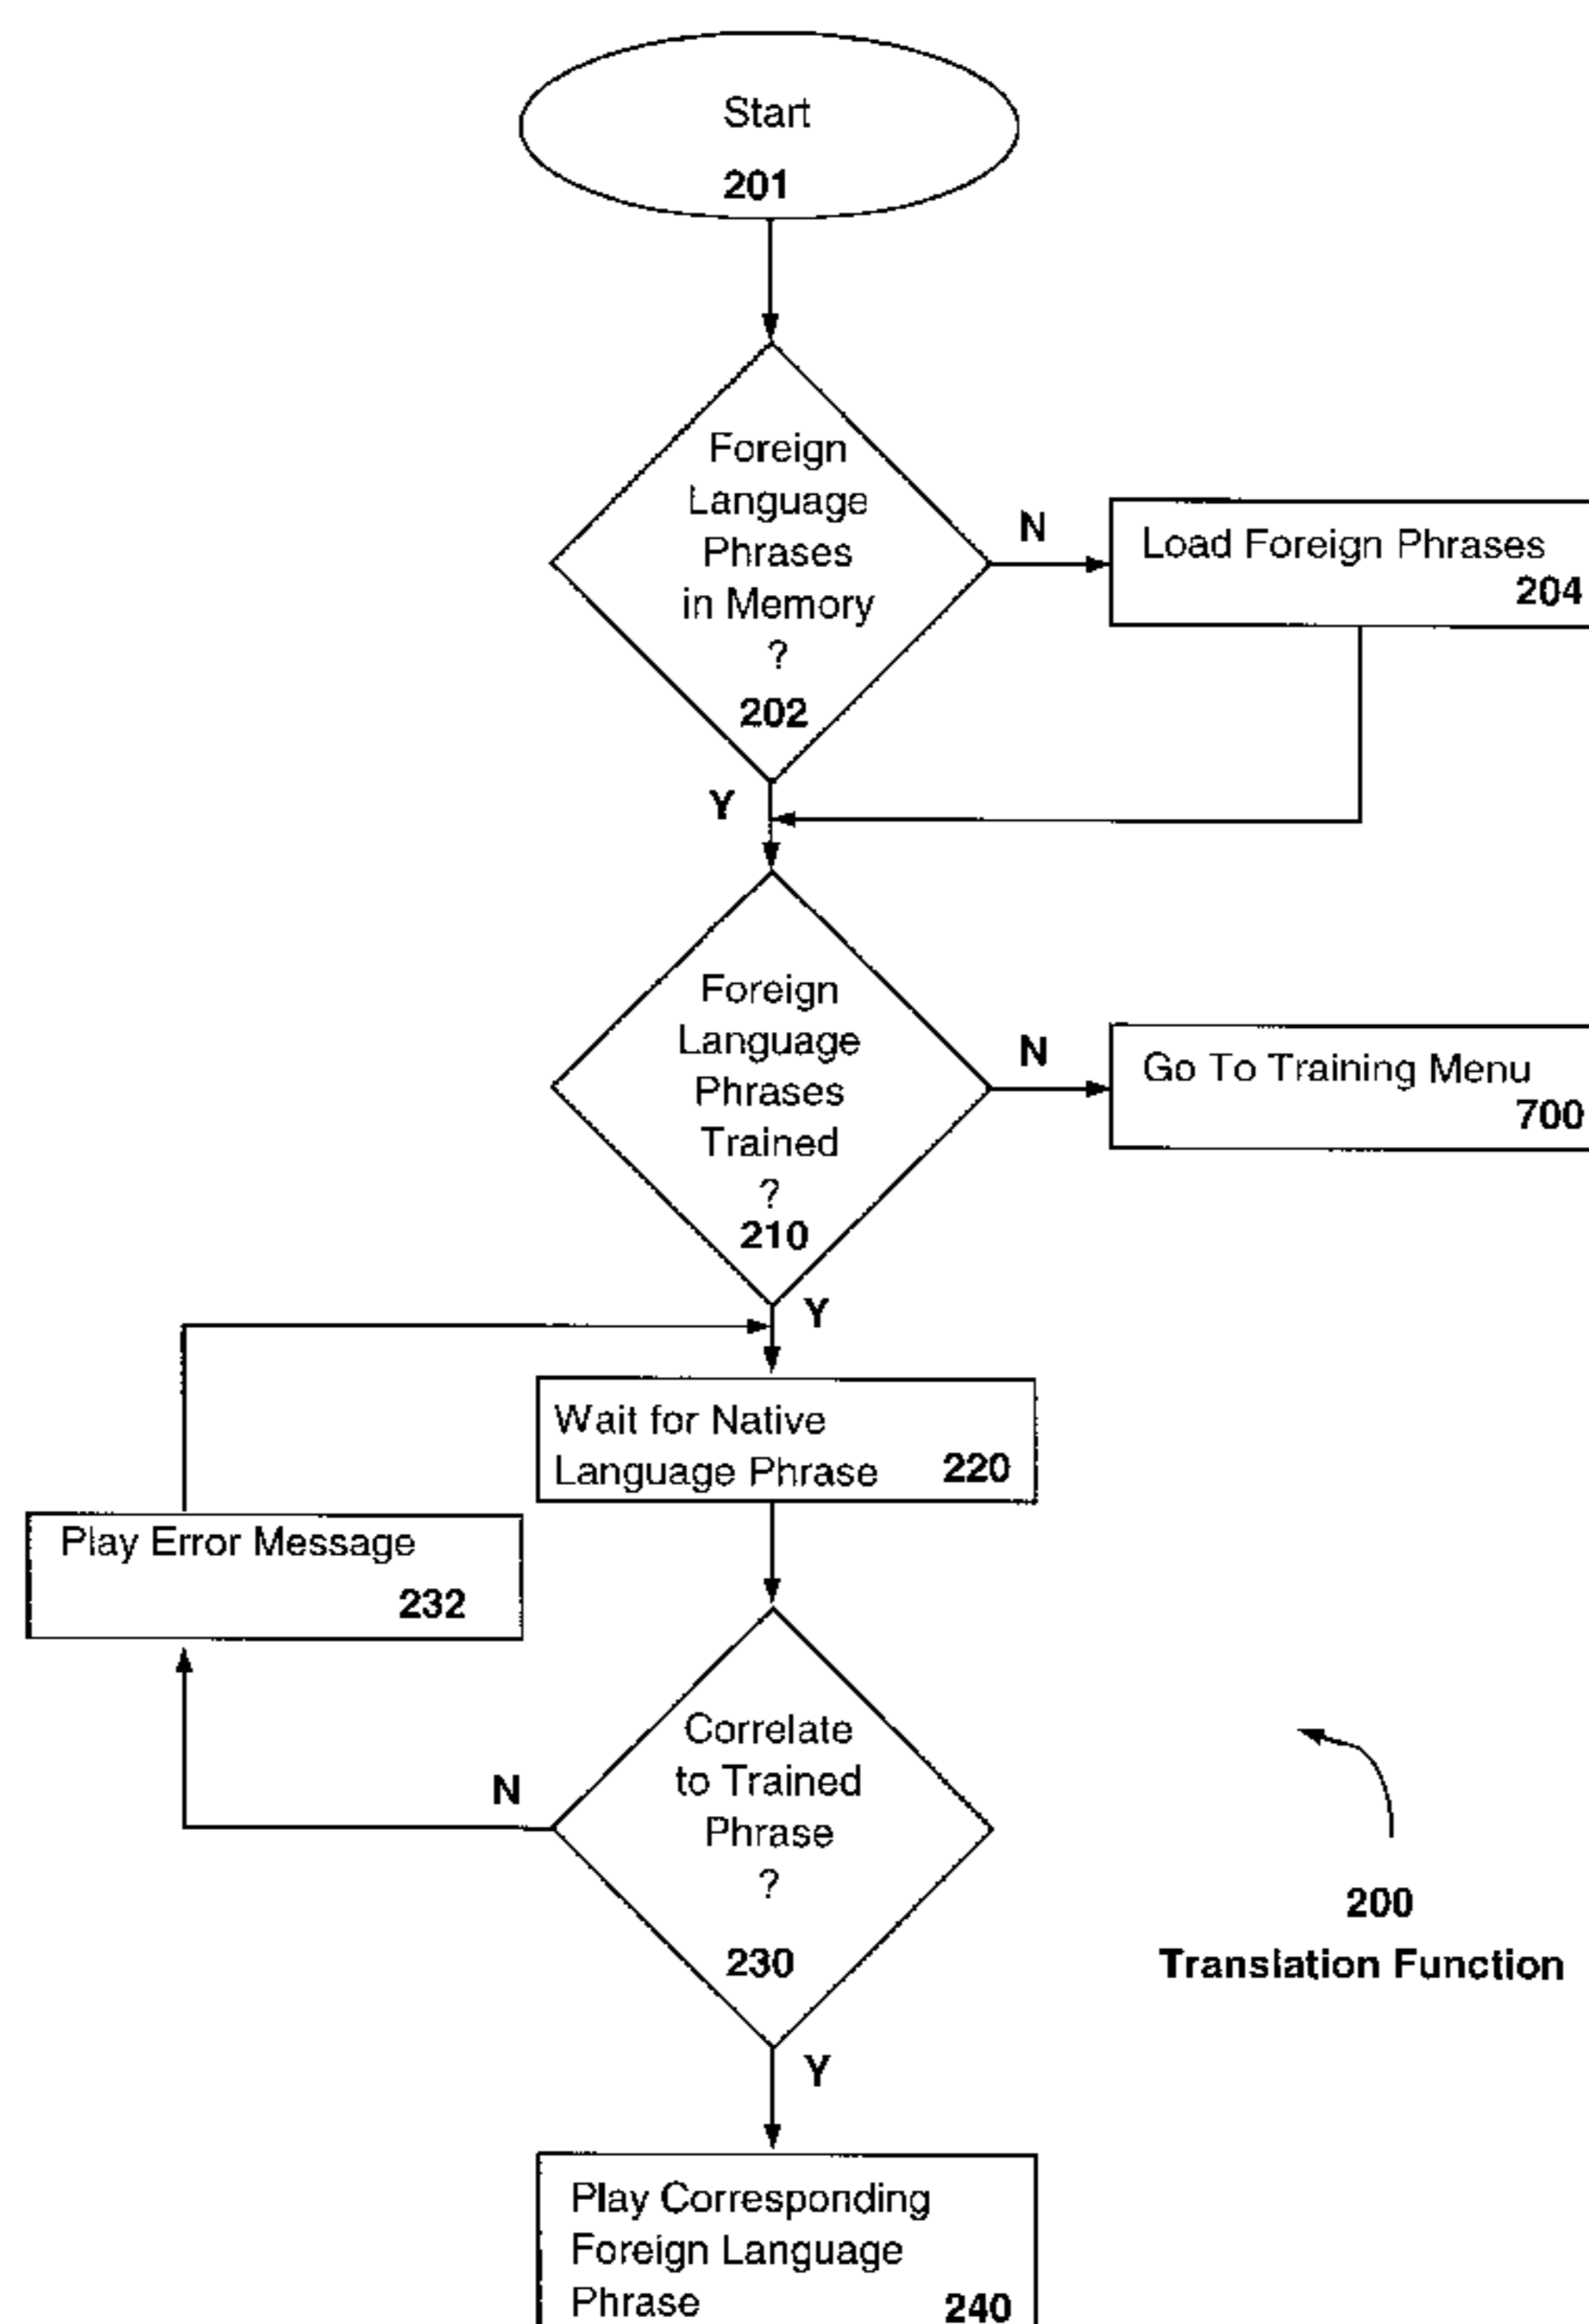 Start
201
Foreign
Language
Phrases
in Memory
?
202
N
Load Foreign Phrases
204
Y
Foreign
Language
Phrases
Trained
?
210
N
Go To Training Menu
700
Y
Wait for Native
Language Phrase 220
Play Error Message
232
Correlate
to Trained
Phrase
?
230
N
200
Translation Function
Y
Play Corresponding
Foreign Language
Phrase 240